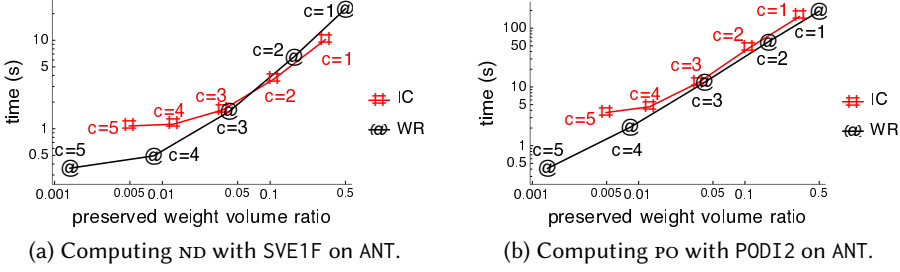 time (s)
10
5
1
0.5
c=1
c=2
c=1
c=2
c=3
c=4
c=5
c=3
c=5
c=4
0.001
0.005
0.01
0.05
0.1
0.5
preserved weight volume ratio
# IC
@ WR
(a) Computing ND with SVE1F on ANT.
time (s)
100
50
10
5
1
0.5
c=1
c=2
c=1
c=2
c=3
c=4
c=5
c=3
c=5
c=4
0.001
0.005
0.01
0.05
0.1
0.5
preserved weight volume ratio
# IC
@ WR
(b) Computing PO with PODI2 on ANT.